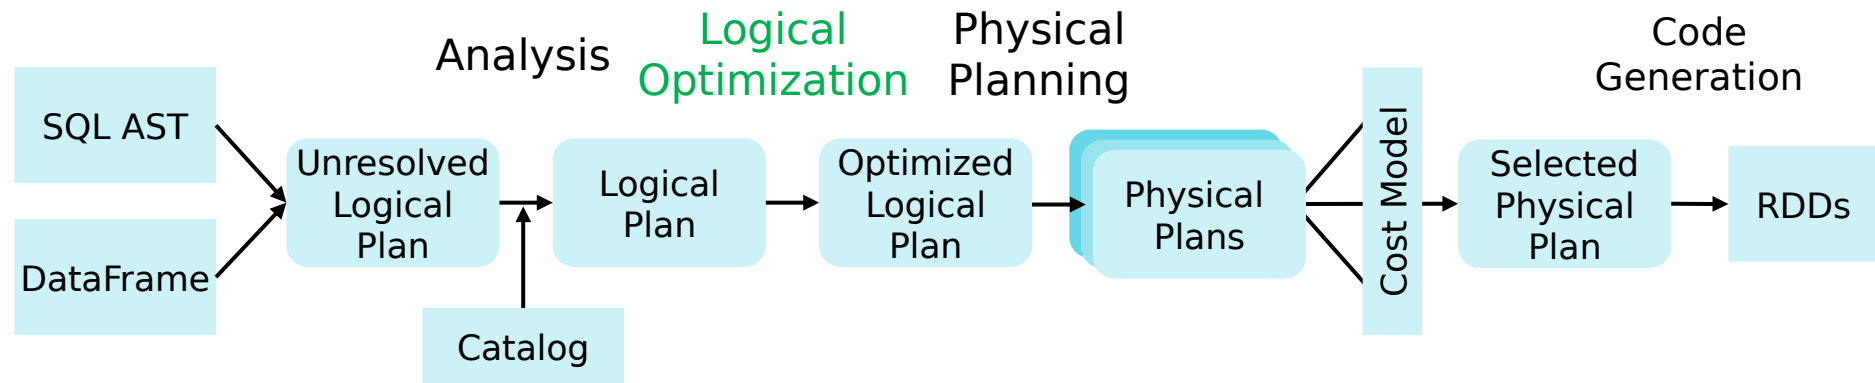 Analysis
Logical
Optimization
Physical
Planning
Code
Generation
SQL AST
DataFrame
Unresolved
Logical
Plan
Catalog
Logical
Plan
Optimized
Logical
Plan
Physical
Plans
Cost Model
Selected
Physical
Plan
RDDs